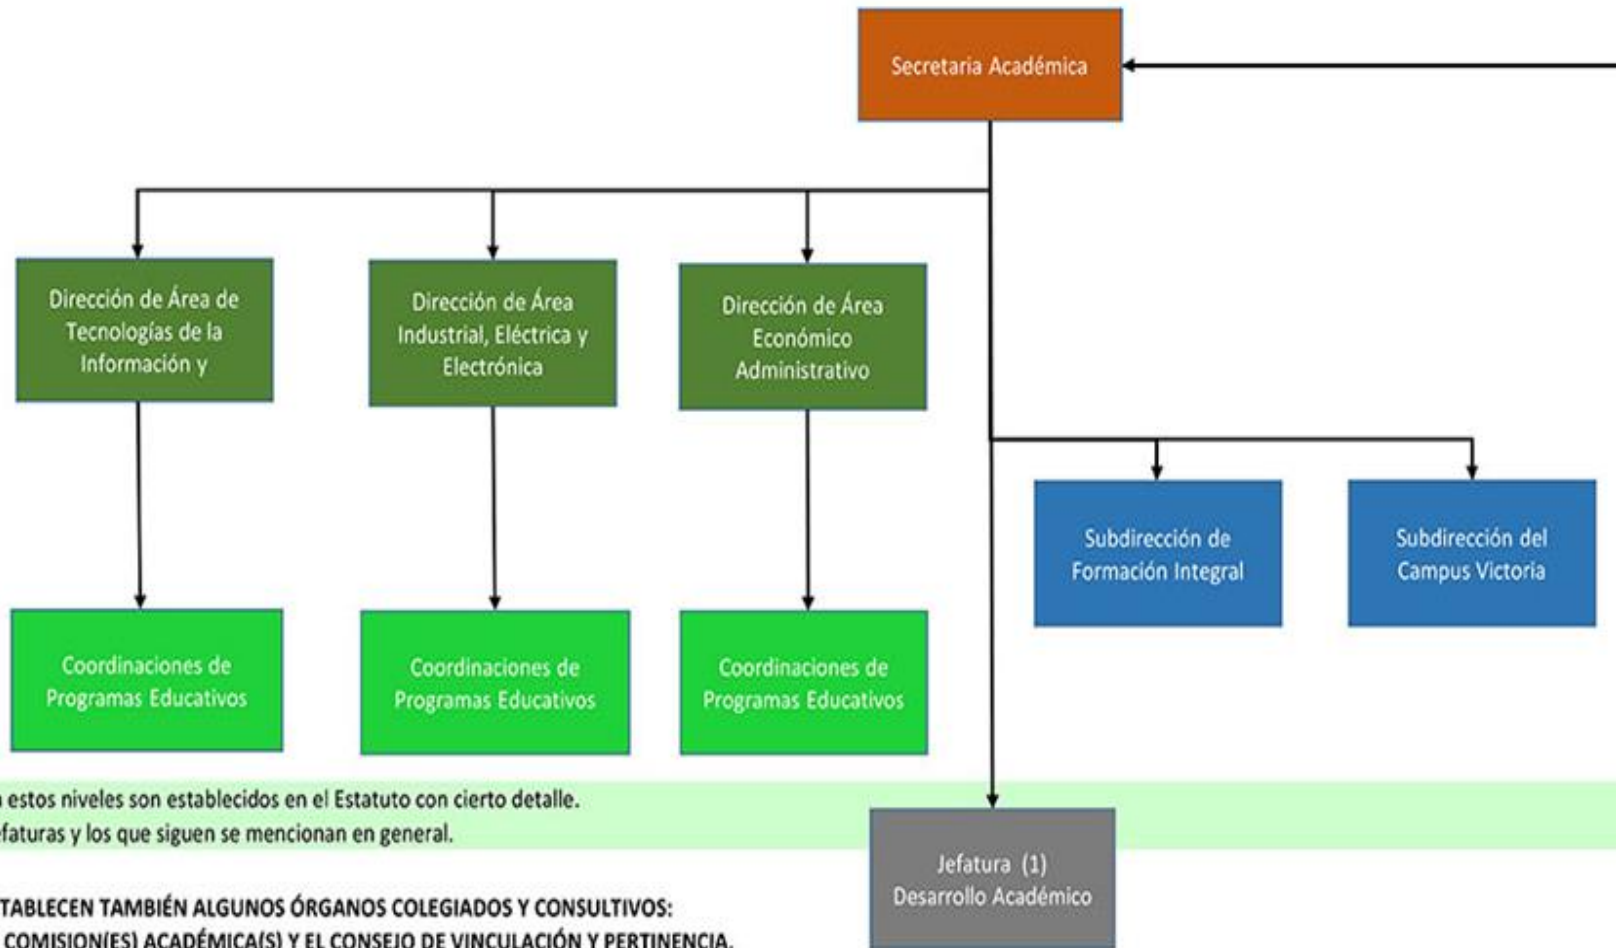 Secretaria Académica
Dirección de Área de
Tecnologías de la
Información y
Dirección de Área
Industrial, Eléctrica y
Electrónica
Dirección de Área
Económico
Administrativo
Subdirección de
Formación Integral
Subdirección del
Campus Victoria
Coordinaciones de
Programas Educativos
Coordinaciones de
Programas Educativos
Coordinaciones de
Programas Educativos
estos niveles son establecidos en el Estatuto con cierto detalle.
efaturas y los que siguen se mencionan en general.
Jefatura (1)
Desarrollo Académico
TABLECEN TAMBIÉN ALGUNOS ÓRGANOS COLEGIADOS Y CONSULTIVOS:
COMISION(ES) ACADÉMICA(S) Y EL CONSEJO DE VINCULACIÓN Y PERTINENCIA.